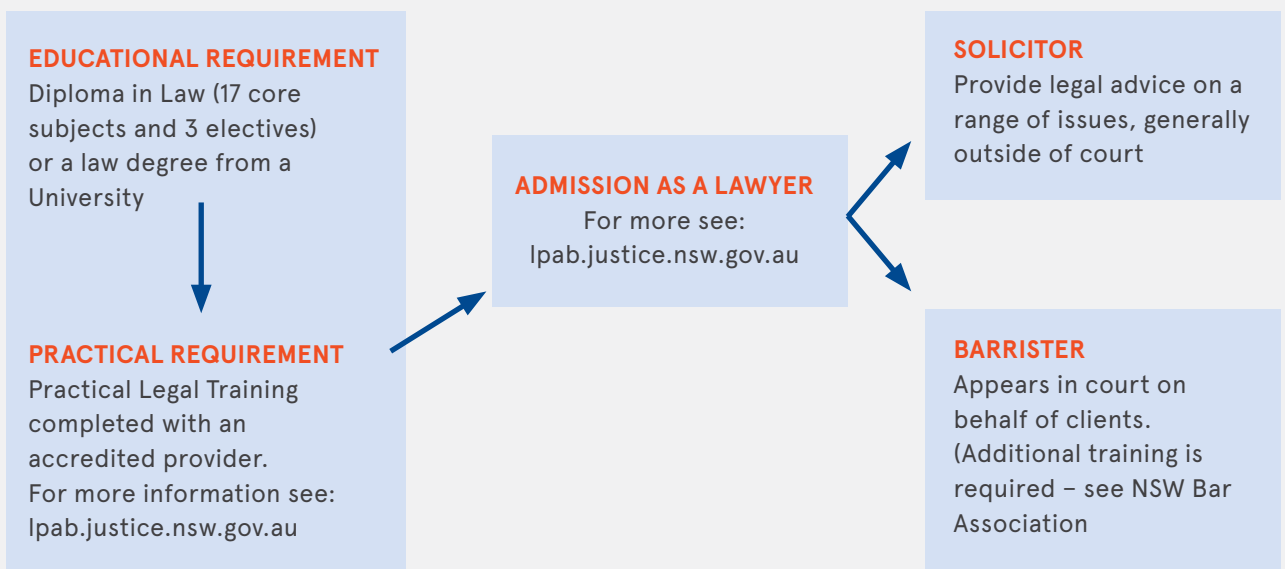 EDUCATIONAL REQUIREMENT
Diploma in Law (17 core
subjects and 3 electives)
or a law degree from a
University
PRACTICAL REQUIREMENT
Practical Legal Training
completed with an
accredited provider.
For more information see:
lpab.justice.nsw.gov.au
ADMISSION AS A LAWYER
For more see:
lpab.justice.nsw.gov.au
SOLICITOR
Provide legal advice on a
range of issues, generally
outside of court
BARRISTER
Appears in court on
behalf of clients.
(Additional training is
required – see NSW Bar
Association